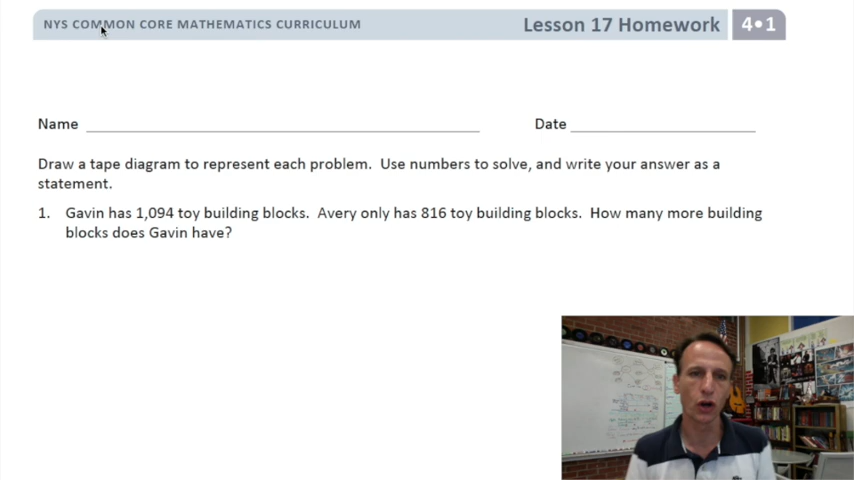 NYS COMMON CORE MATHEMATICS CURRICULUM
Lesson 17 Homework 4•1
Name
Date
Draw a tape diagram to represent each problem. Use numbers to solve, and write your answer as a
statement.
1. Gavin has 1,094 toy building blocks. Avery only has 816 toy building blocks. How many more building
blocks does Gavin have?